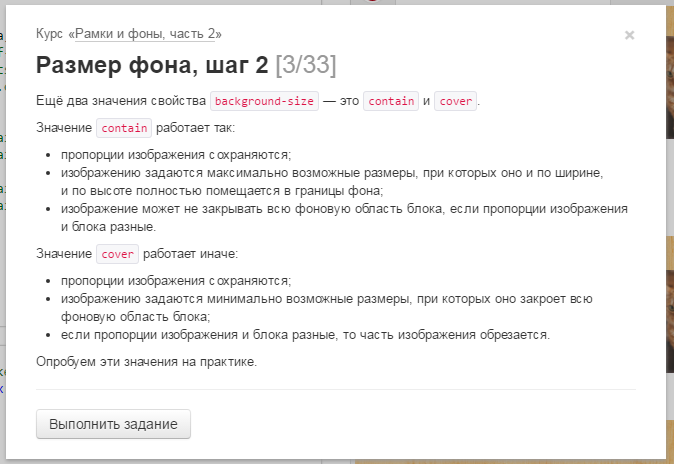 Курс «Рамки и фоны, часть 2»
×
Размер фона, шаг 2 [3/33]
Ещё два значения свойства background-size — это contain и cover.
Значение contain работает так:
• пропорции изображения сохраняются;
• изображению задаются максимально возможные размеры, при которых оно и по ширине,
и по высоте полностью помещается в границы фона;
• изображение может не закрывать всю фоновую область блока, если пропорции изображения
и блока разные.
Значение cover работает иначе:
• пропорции изображения сохраняются;
• изображению задаются минимально возможные размеры, при которых оно закроет всю
фоновую область блока;
• если пропорции изображения и блока разные, то часть изображения обрезается.
Опробуем эти значения на практике.
Выполнить задание